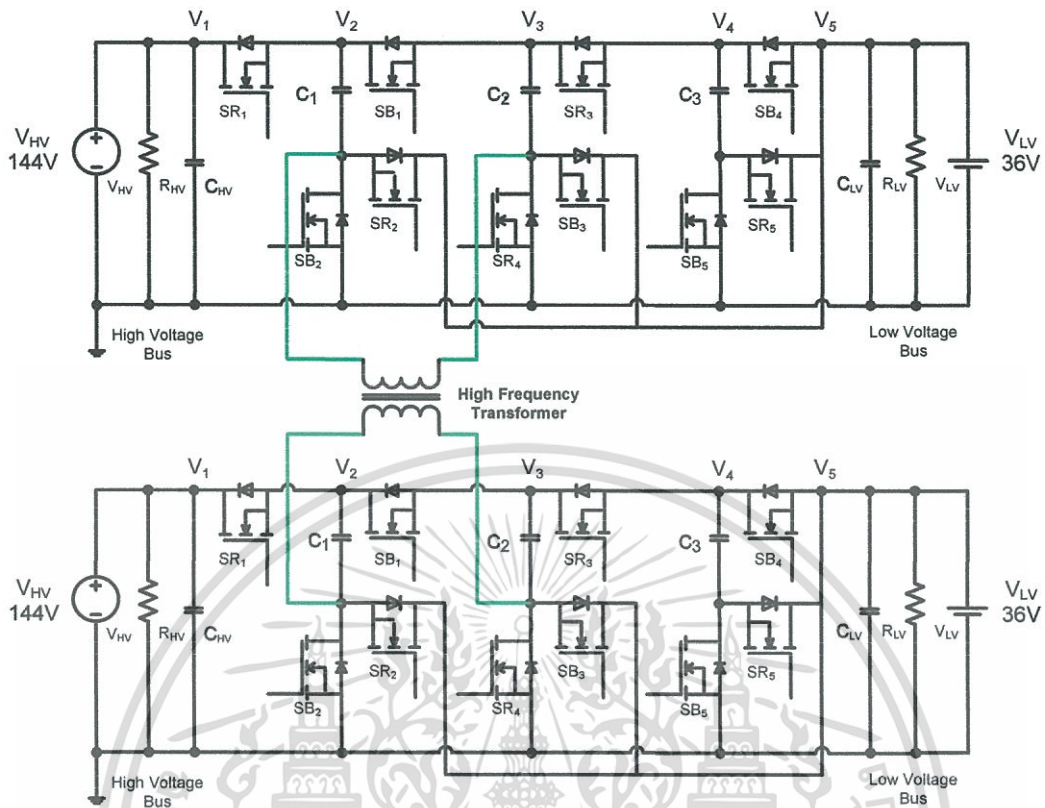 V1 V2 V3 V4 V5
C1 C2 C3
SR1 SB1 SR3 SB4
VHV
144V
VHV RHV CHV
CLV RLV VLV
VLV
36V
SR2 SB3 SR5
SB2 SR4 SB5
High Voltage
Bus
Low Voltage
Bus
High Frequency
Transformer
V1 V2 V3 V4 V5
C1 C2 C3
SR1 SB1 SR3 SB4
VHV
144V
VHV RHV CHV
CLV RLV VLV
VLV
36V
SR2 SB3 SR5
SB2 SR4 SB5
High Voltage
Bus
Low Voltage
Bus